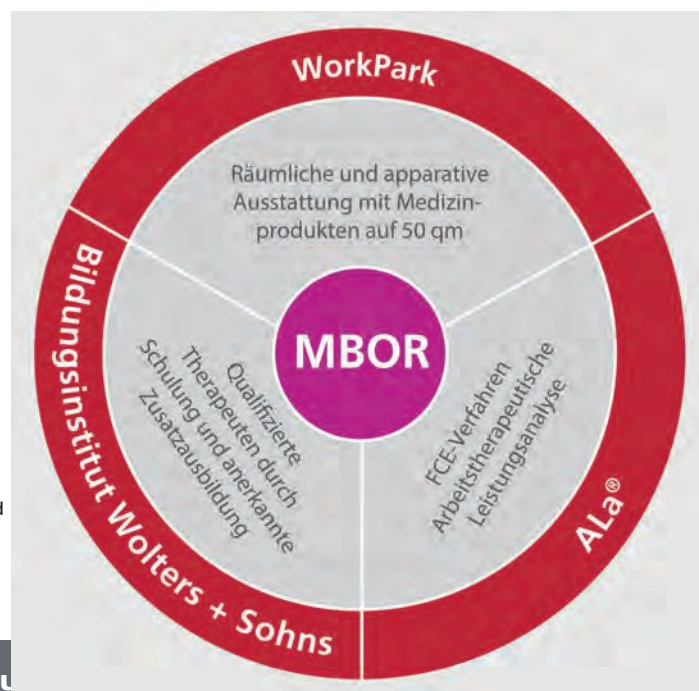 WorkPark
Räumliche und apparative
Ausstattung mit Medizin-
produkten auf 50 qm
MBOR
Bildungsinstitut Wolters + Sohns
Qualifizierte
Therapeuten durch
Schulung und anerkannte
Zusatzausbildung
FCE-Verfahren
Arbeitstherapeutische
Leistungsanalyse
ALa®